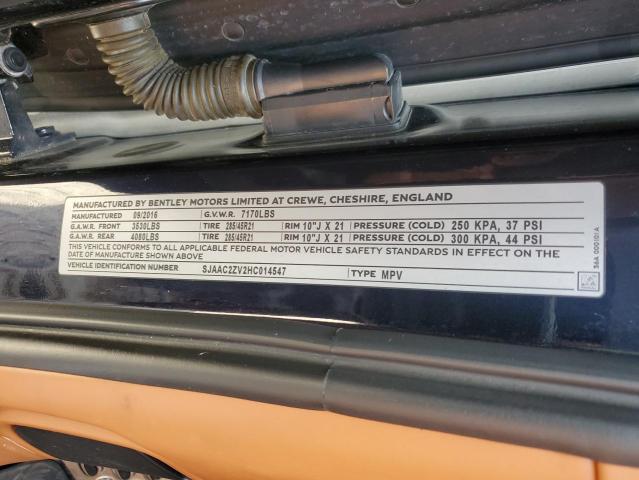 MANUFACTURED BY BENTLEY MOTORS LIMITED AT CREWE, CHESHIRE, ENGLAND
MANUFACTURED 09/2016 G.V.W.R. 7170LBS
G.A.W.R. FRONT 3530LBS TIRE 285/45R21 RIM 10"J X 21 PRESSURE (COLD) 250 KPA, 37 PSI
G.A.W.R. REAR 4080LBS TIRE 285/45R21 RIM 10"J X 21 PRESSURE (COLD) 300 KPA, 44 PSI
THIS VEHICLE CONFORMS TO ALL APPLICABLE FEDERAL MOTOR VEHICLE SAFETY STANDARDS IN EFFECT ON THE
DATE OF MANUFACTURE SHOWN ABOVE
VEHICLE IDENTIFICATION NUMBER SJAAC2ZV2HC014547 TYPE MPV
36A 000101A